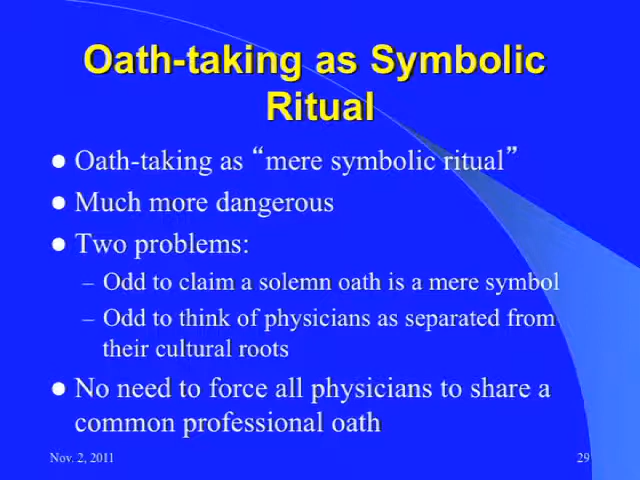 Oath-taking as Symbolic
Ritual
● Oath-taking as “mere symbolic ritual”
● Much more dangerous
● Two problems:
– Odd to claim a solemn oath is a mere symbol
– Odd to think of physicians as separated from
their cultural roots
● No need to force all physicians to share a
common professional oath
Nov. 2, 2011 29